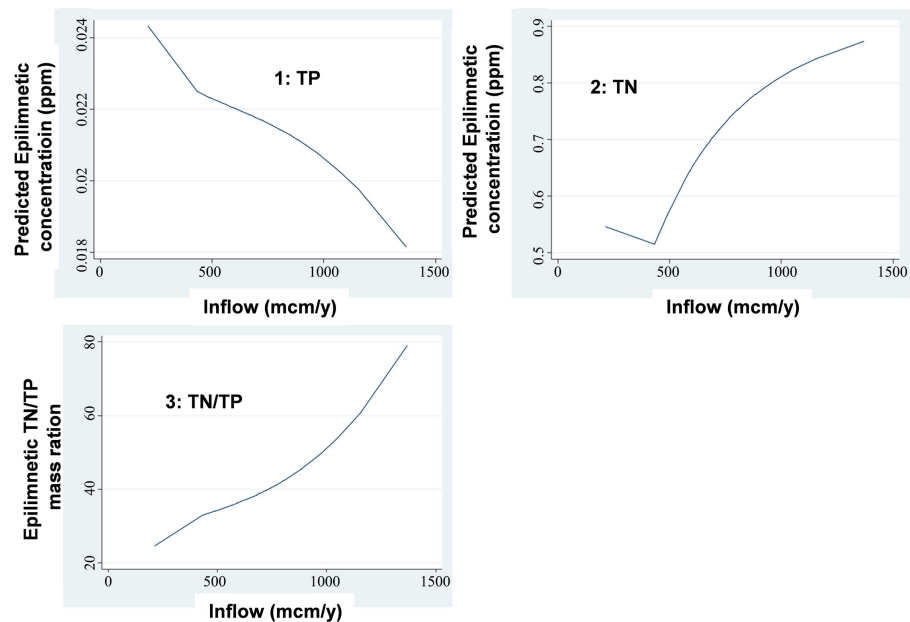 Predicted Epilimnetic
concentratioin (ppm)
0.024
0.022
0.02
0.018
1: TP
0
500
1000
1500
Inflow (mcm/y)
Predicted Epilimnetic
concentratioin (ppm)
0.9
0.8
0.7
0.6
0.5
2: TN
0
500
1000
1500
Inflow (mcm/y)
Epilimnetic TN/TP
mass ration
80
60
40
20
3: TN/TP
0
500
1000
1500
Inflow (mcm/y)